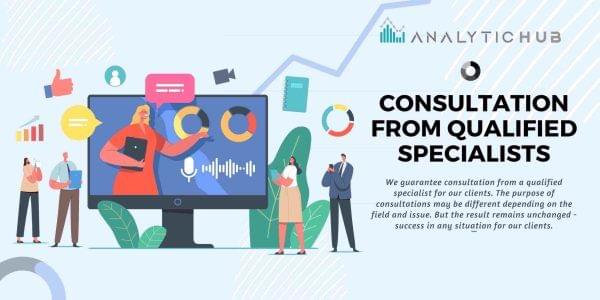 ANALYTICHUB
CONSULTATION
FROM QUALIFIED
SPECIALISTS
We guarantee consultation from a qualified
specialist for our clients. The purpose of
consultations may be different depending on the
field and issue. But the result remains unchanged -
success in any situation for our clients.